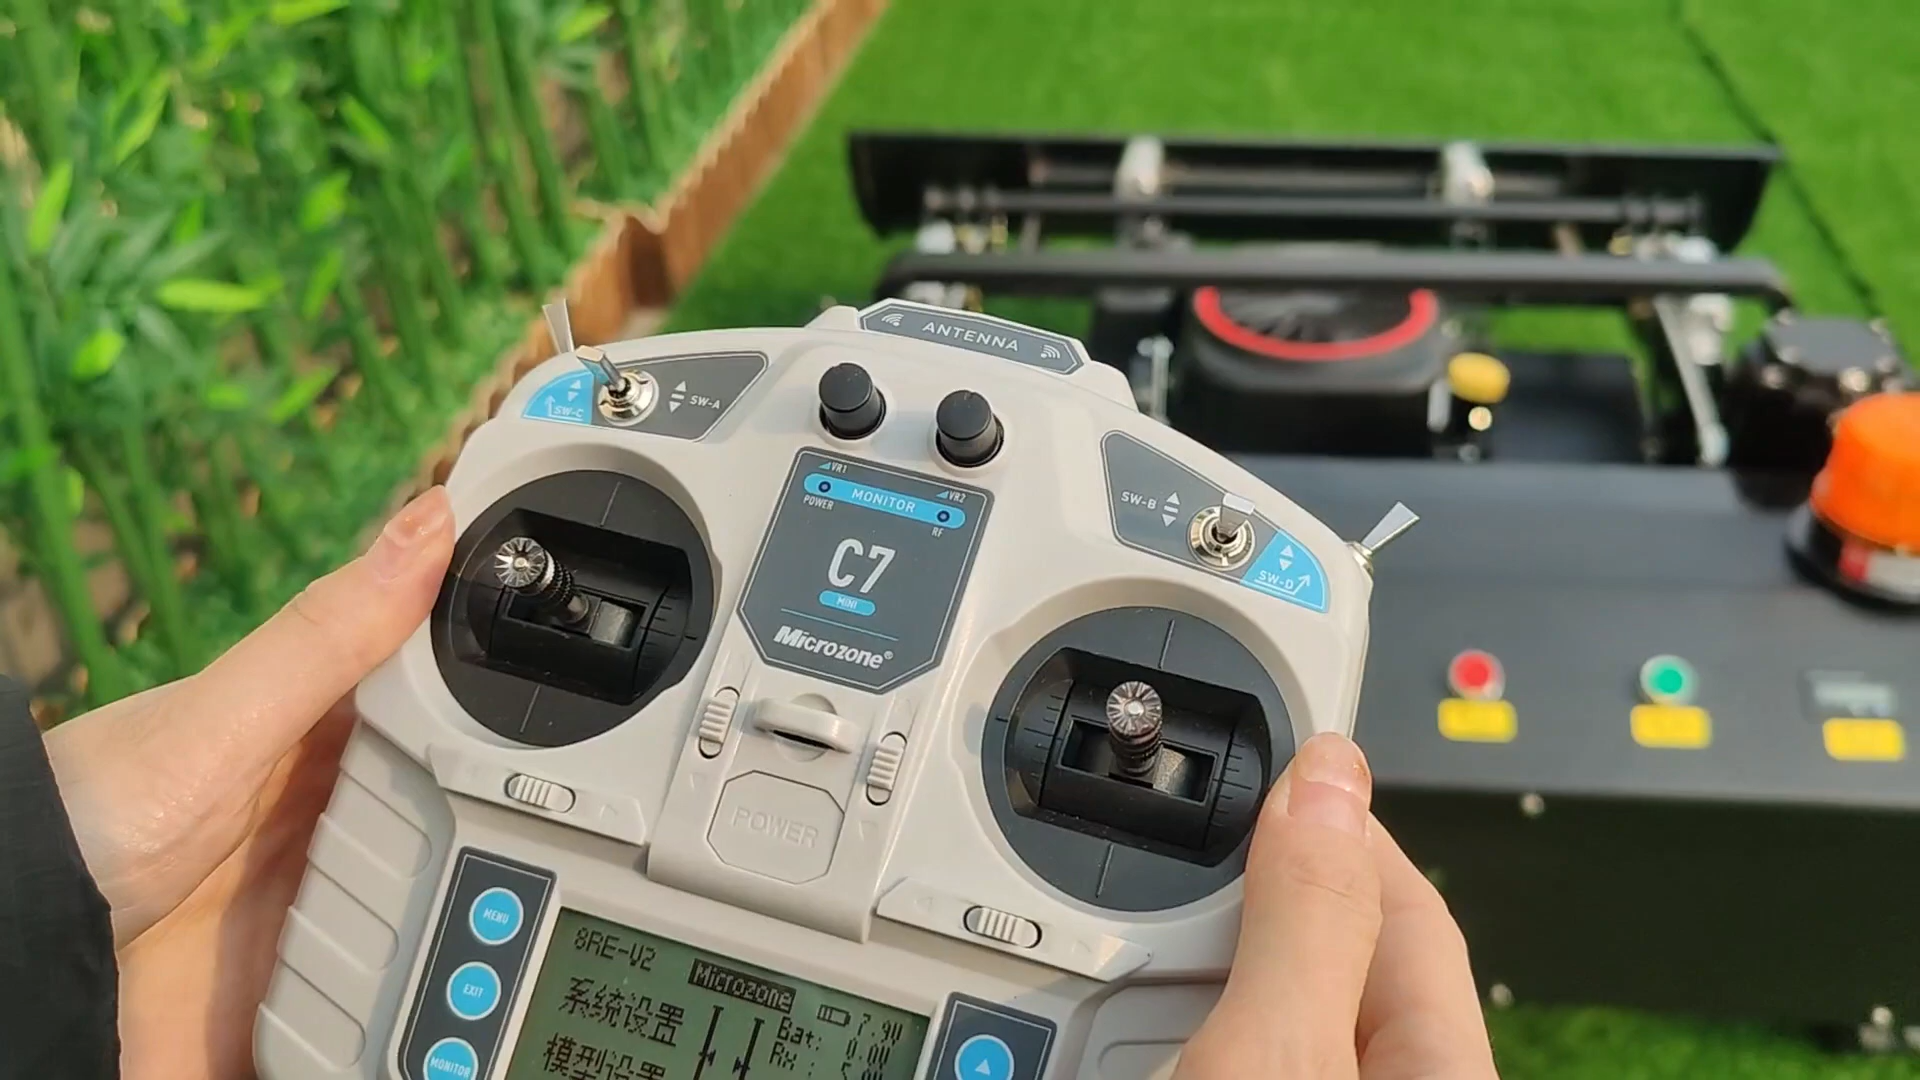 ANTENNA
SW-C
SW-A
VR1
MONITOR
VR2
POWER
RF
SW-B
C7
SW-D
MINI
Microzone®
POWER
MENU
8RE-V2
Microzone
7.9V
EXIT
系统设置
Bat:
0.0V
Rx :
模型设置
MONITOR